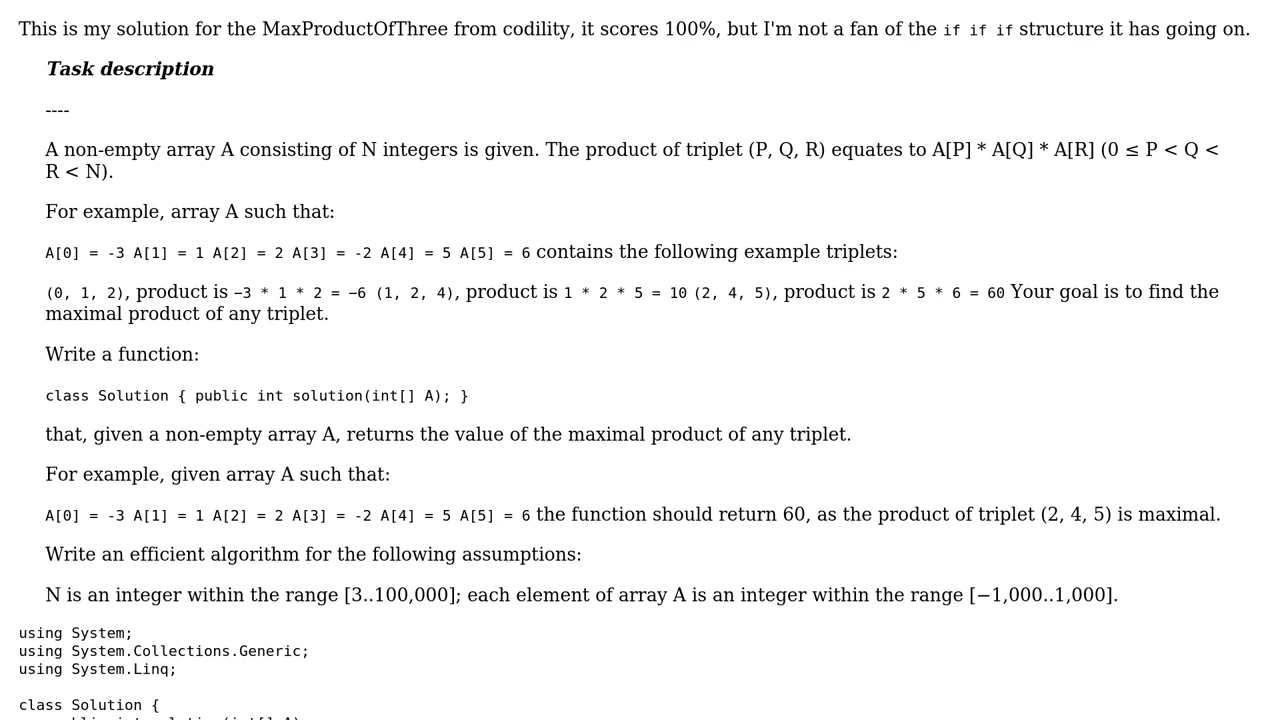 This is my solution for the MaxProductOfThree from codility, it scores 100%, but I'm not a fan of the if if if structure it has going on.
Task description
----
A non-empty array A consisting of N integers is given. The product of triplet (P, Q, R) equates to A[P] * A[Q] * A[R] (0 ≤ P < Q <
R < N).
For example, array A such that:
A[0] = -3 A[1] = 1 A[2] = 2 A[3] = -2 A[4] = 5 A[5] = 6 contains the following example triplets:
(0, 1, 2), product is −3 * 1 * 2 = −6 (1, 2, 4), product is 1 * 2 * 5 = 10 (2, 4, 5), product is 2 * 5 * 6 = 60 Your goal is to find the
maximal product of any triplet.
Write a function:
class Solution { public int solution(int[] A); }
that, given a non-empty array A, returns the value of the maximal product of any triplet.
For example, given array A such that:
A[0] = -3 A[1] = 1 A[2] = 2 A[3] = -2 A[4] = 5 A[5] = 6 the function should return 60, as the product of triplet (2, 4, 5) is maximal.
Write an efficient algorithm for the following assumptions:
N is an integer within the range [3..100,000]; each element of array A is an integer within the range [−1,000..1,000].
using System;
using System.Collections.Generic;
using System.Linq;
class Solution {